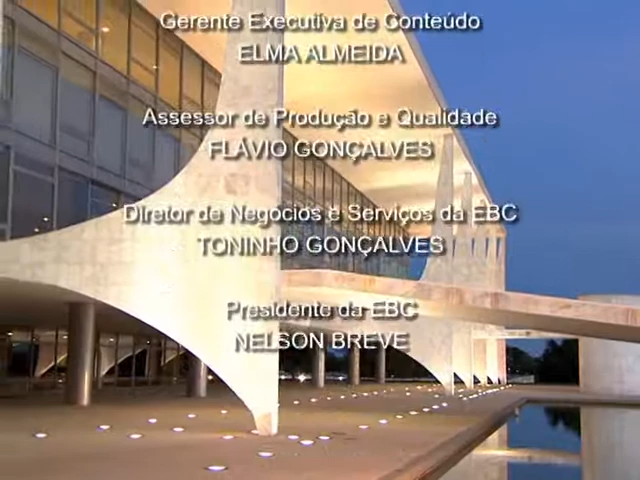 Gerente Executiva de Conteúdo
ELMA ALMEIDA
Assessor de Produção e Qualidade
FLÁVIO GONÇALVES
Diretor de Negócios e Serviços da EBC
TONINHO GONÇALVES
Presidente da EBC
NELSON BREVE